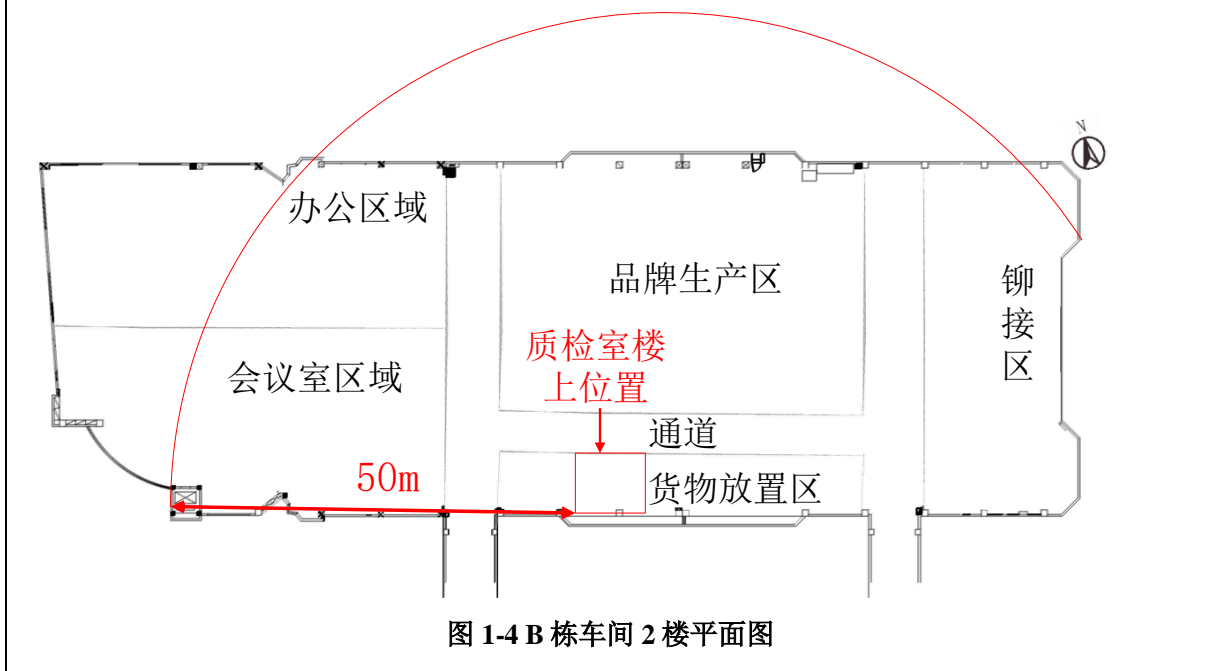 N
办公区域
品牌生产区
铆
接
区
质检室楼
上位置
会议室区域
通道
50m
货物放置区
图 1-4 B 栋车间 2 楼平面图